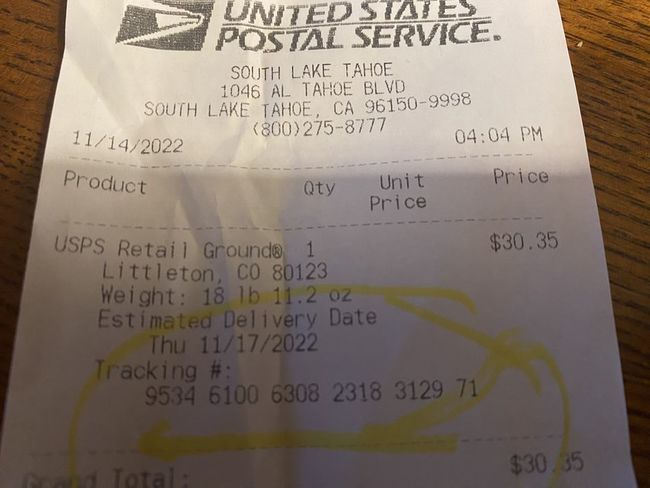 UNITED STATES
POSTAL SERVICE.
SOUTH LAKE TAHOE
1046 AL TAHOE BLVD
SOUTH LAKE TAHOE, CA 96150-9998
(800)275-8777
11/14/2022 04:04 PM
Product Qty Unit Price
Price
USPS Retail Ground® 1 $30.35
Littleton, CO 80123
Weight: 18 lb 11.2 oz
Estimated Delivery Date
Thu 11/17/2022
Tracking #:
9534 6100 6308 2318 3129 71
Grand Total: $30.35